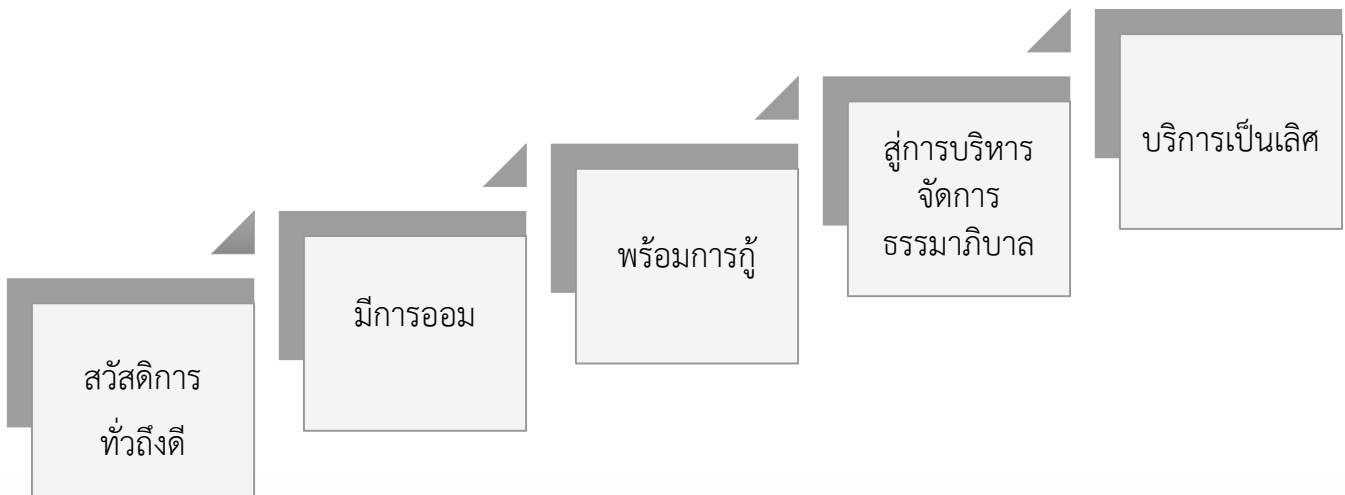 สวัสดิการ
ทั่วถึงดี
มีการออม
พร้อมการกู้
สู่การบริหาร
จัดการ
ธรรมาภิบาล
บริการเป็นเลิศ